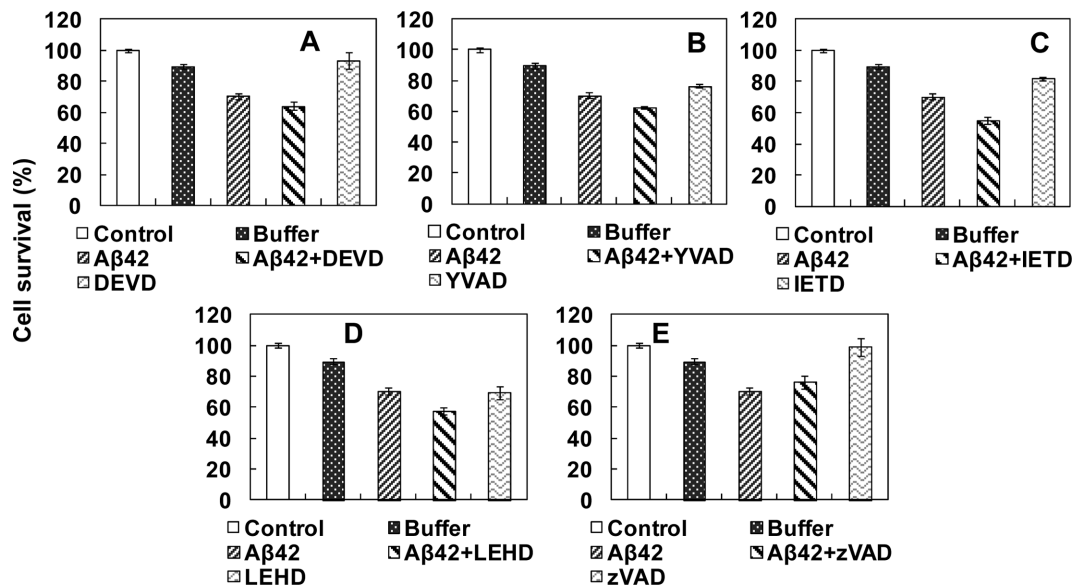 Cell survival (%)
120
100
80
60
40
20
0
A
Control
Buffer
Aβ42
Aβ42+DEVD
DEVD
120
100
80
60
40
20
0
B
Control
Buffer
Aβ42
Aβ42+YVAD
YVAD
120
100
80
60
40
20
0
C
Control
Buffer
Aβ42
Aβ42+IETD
IETD
120
100
80
60
40
20
0
D
Control
Buffer
Aβ42
Aβ42+LEHD
LEHD
120
100
80
60
40
20
0
E
Control
Buffer
Aβ42
Aβ42+zVAD
zVAD